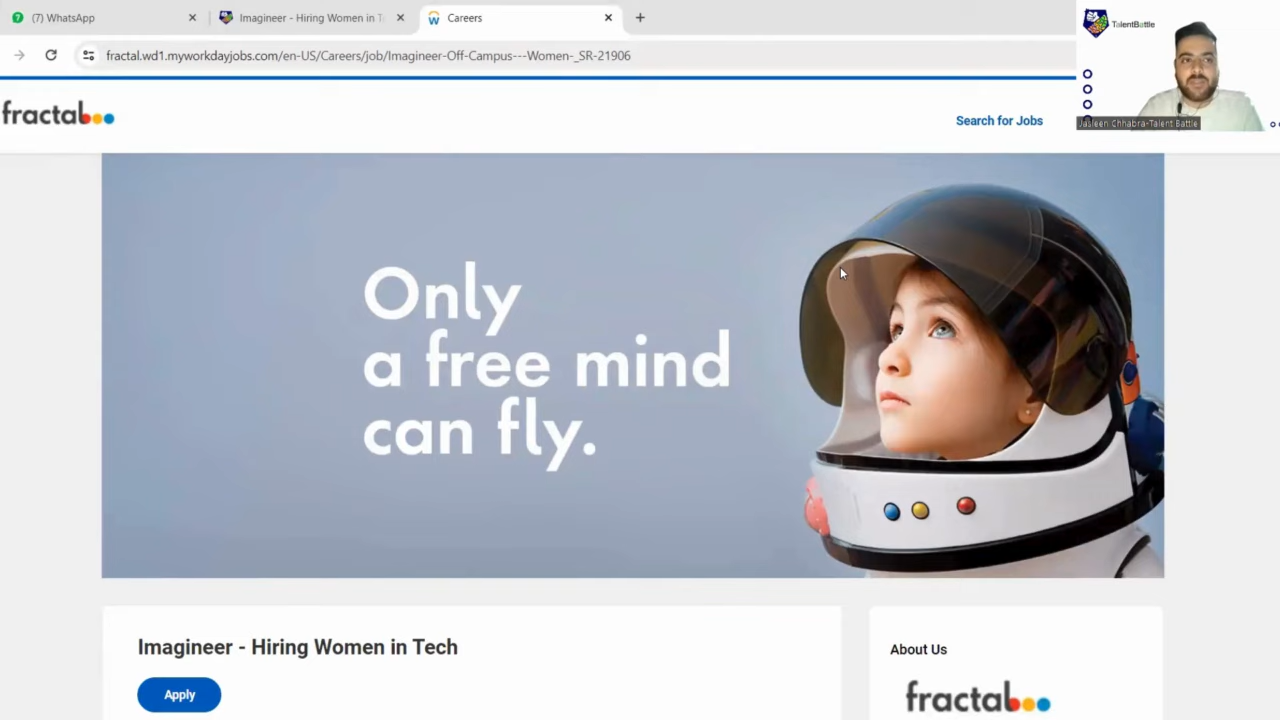 (7) WhatsApp
Imagineer - Hiring Women in T
Careers
fractal.wd1.myworkdayjobs.com/en-US/Careers/job/Imagineer-Off-Campus---Women-_SR-21906
TalentBattle
Jasleen Chhabra-Talent Battle
fractal
Search for Jobs
Only
a free mind
can fly.
Imagineer - Hiring Women in Tech
Apply
About Us
fractal